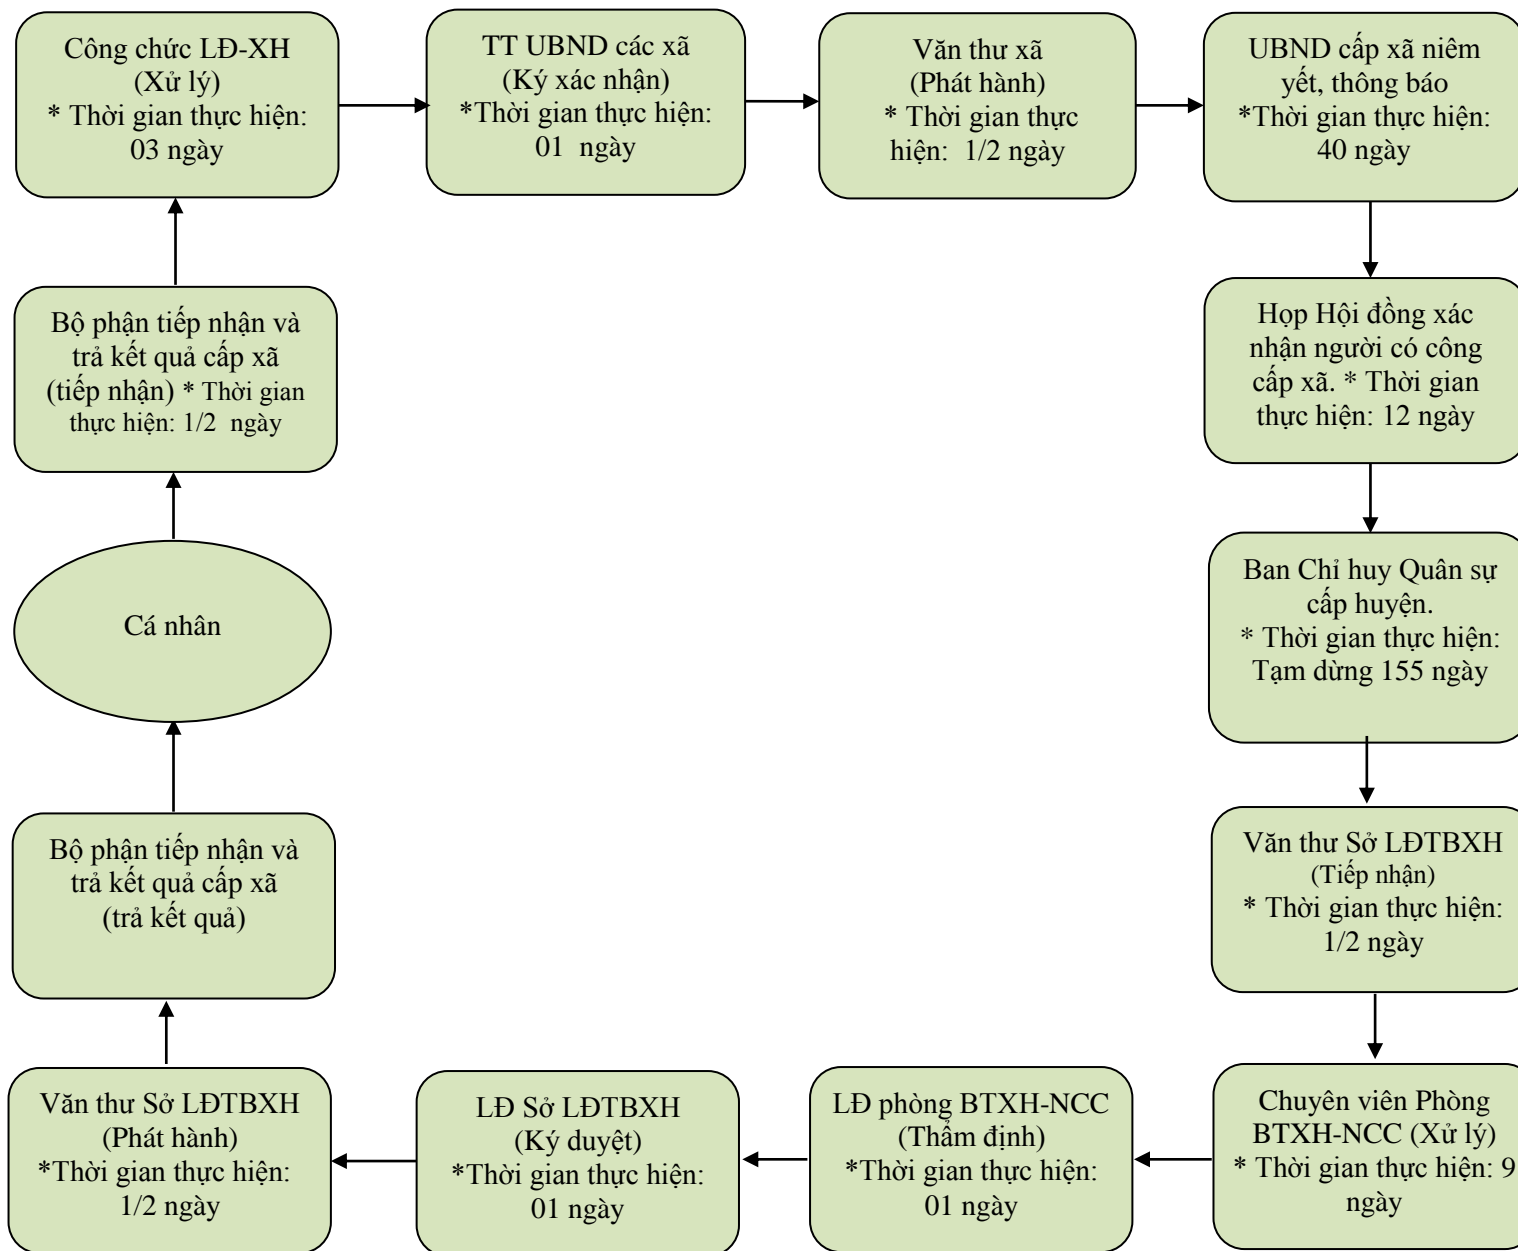 Công chức LĐ-XH
(Xử lý)
* Thời gian thực hiện:
03 ngày
TT UBND các xã
(Ký xác nhận)
*Thời gian thực hiện:
01 ngày
Văn thư xã
(Phát hành)
* Thời gian thực
hiện: 1/2 ngày
UBND cấp xã niêm
yết, thông báo
*Thời gian thực hiện:
40 ngày
Bộ phận tiếp nhận và
trả kết quả cấp xã
(tiếp nhận) * Thời gian
thực hiện: 1/2 ngày
Họp Hội đồng xác
nhận người có công
cấp xã. * Thời gian
thực hiện: 12 ngày
Cá nhân
Ban Chỉ huy Quân sự
cấp huyện.
* Thời gian thực hiện:
Tạm dừng 155 ngày
Bộ phận tiếp nhận và
trả kết quả cấp xã
(trả kết quả)
Văn thư Sở LĐTBXH
(Tiếp nhận)
* Thời gian thực hiện:
1/2 ngày
Văn thư Sở LĐTBXH
(Phát hành)
*Thời gian thực hiện:
1/2 ngày
LĐ Sở LĐTBXH
(Ký duyệt)
*Thời gian thực hiện:
01 ngày
LĐ phòng BTXH-NCC
(Thẩm định)
*Thời gian thực hiện:
01 ngày
Chuyên viên Phòng
BTXH-NCC (Xử lý)
* Thời gian thực hiện: 9
ngày